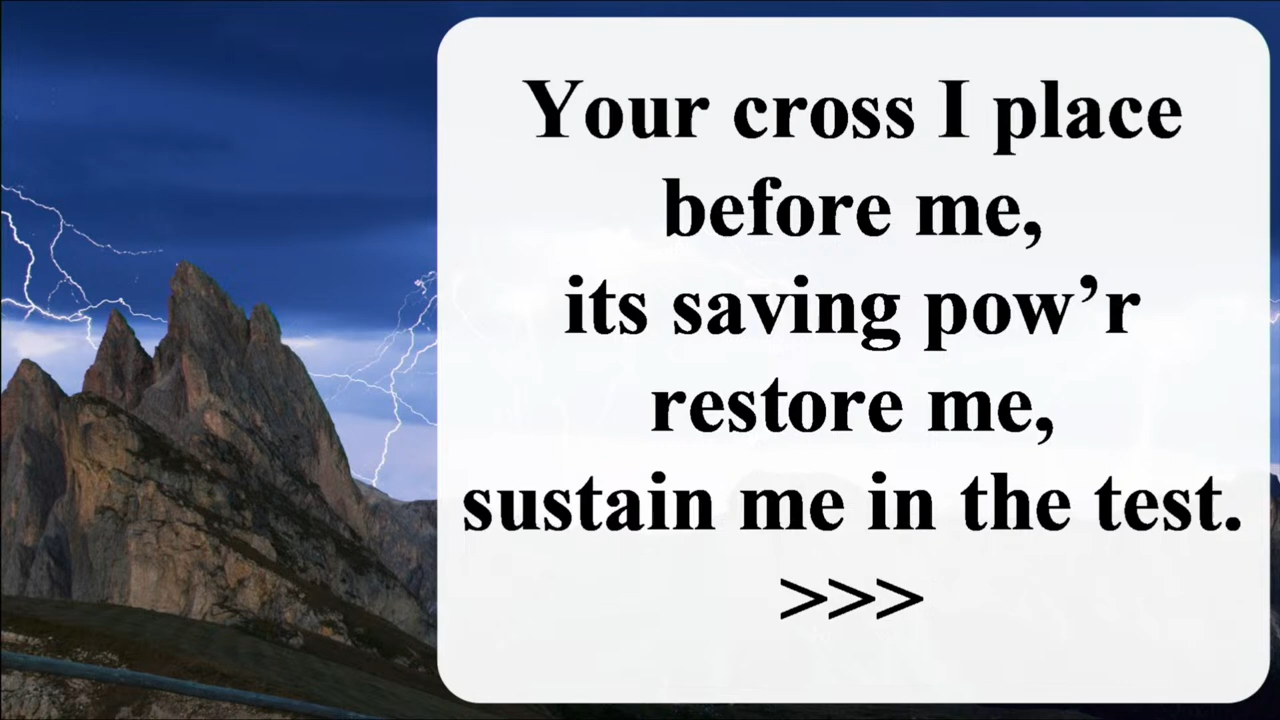 Your cross I place
before me,
its saving pow’r
restore me,
sustain me in the test.
>>>